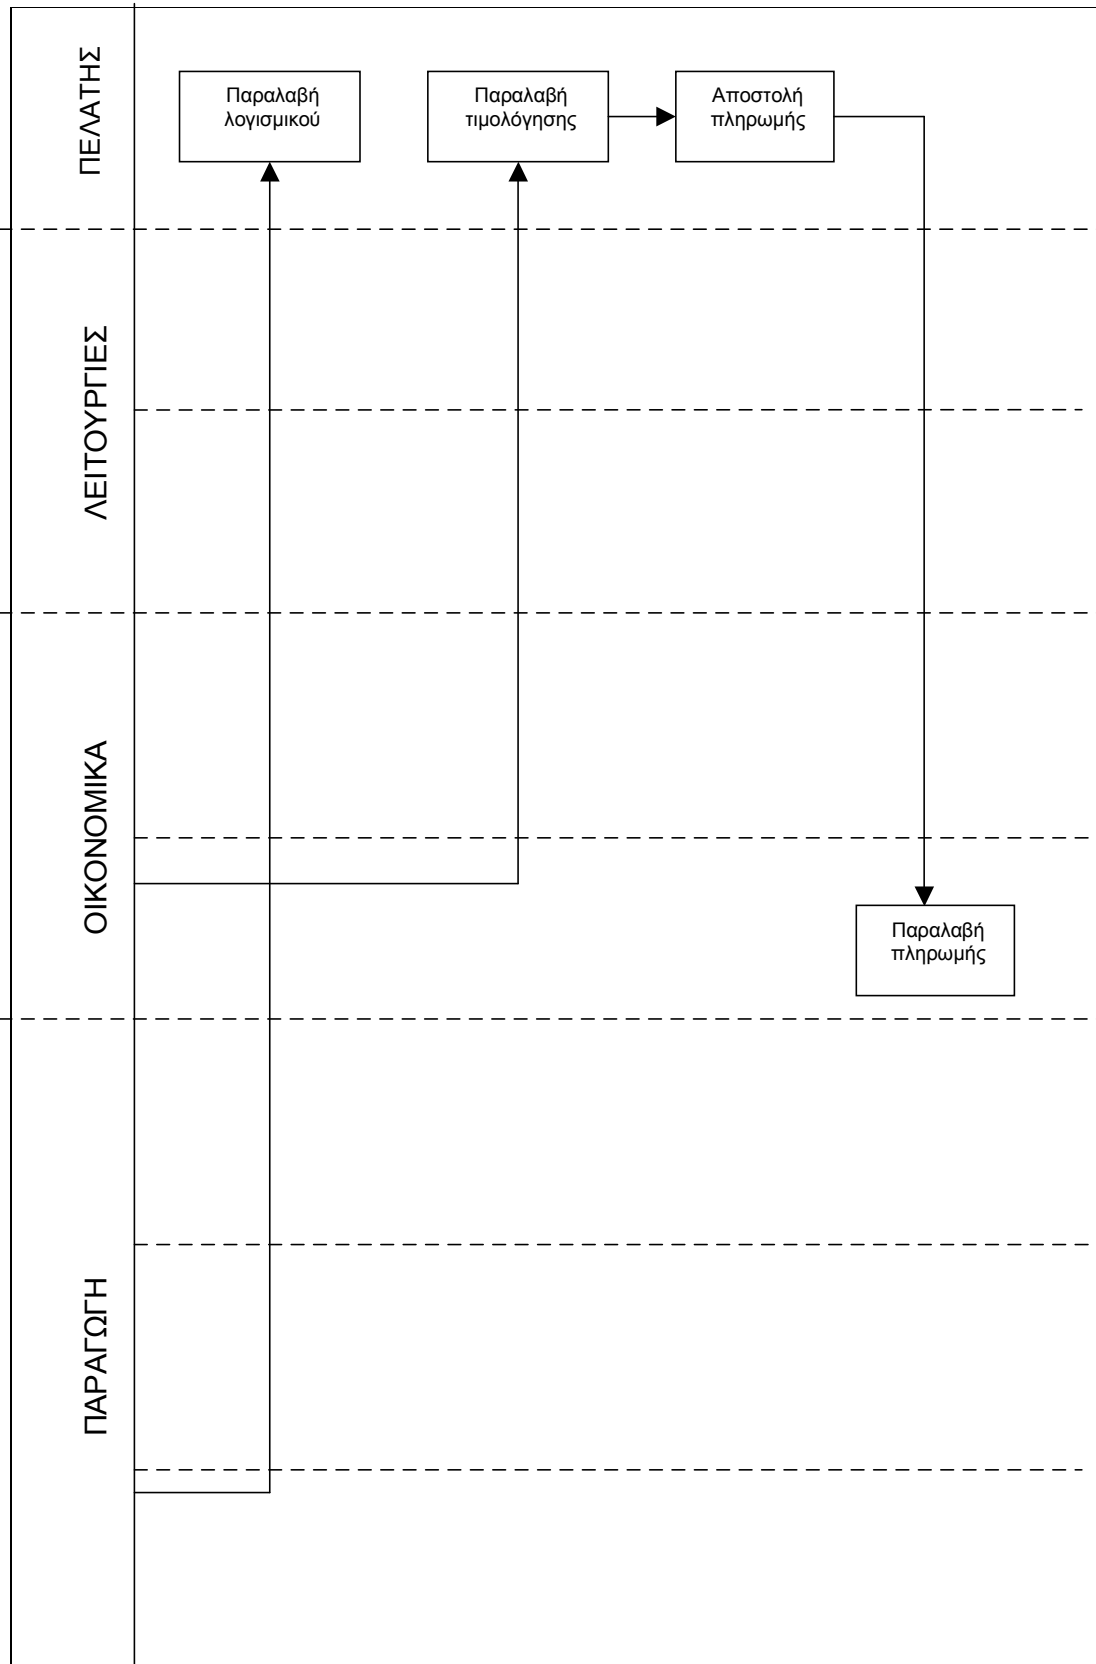 ΠΕΛΑΤΗΣ
Παραλαβή
λογισμικού
Παραλαβή
τιμολόγησης
Αποστολή
πληρωμής
ΛΕΙΤΟΥΡΓΙΕΣ
ΟΙΚΟΝΟΜΙΚΑ
Παραλαβή
πληρωμής
ΠΑΡΑΓΩΓΗ